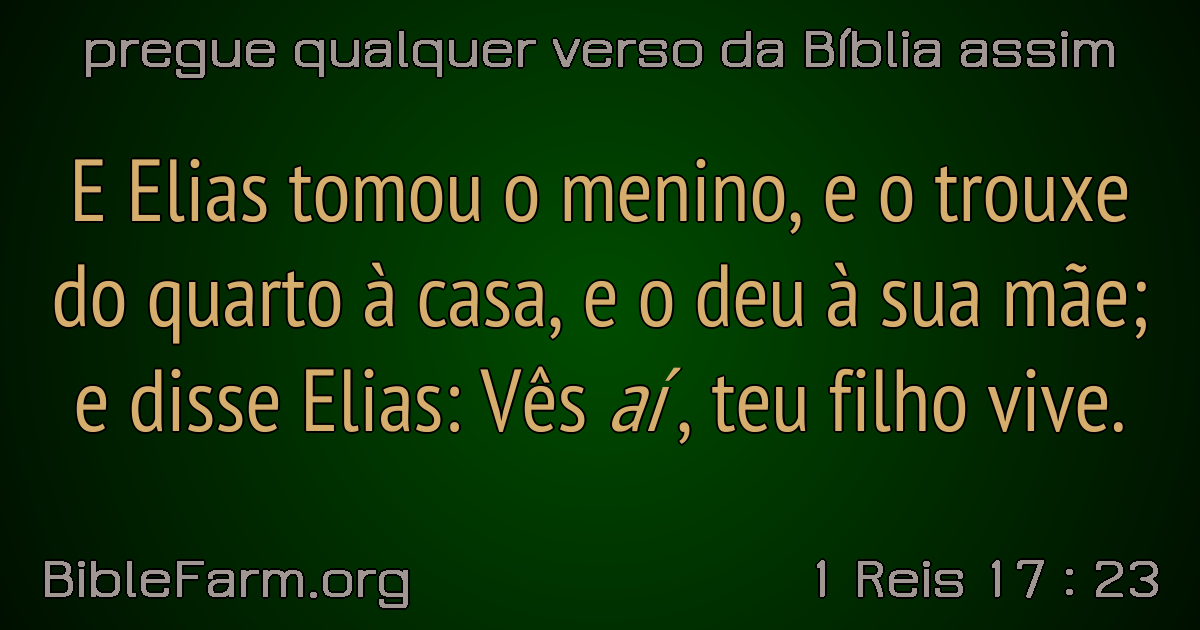 pregue qualquer verso da Bíblia assim
E Elias tomou o menino, e o trouxe
do quarto à casa, e o deu à sua mãe;
e disse Elias: Vês aí, teu filho vive.
BibleFarm.org
1 Reis 17 : 23